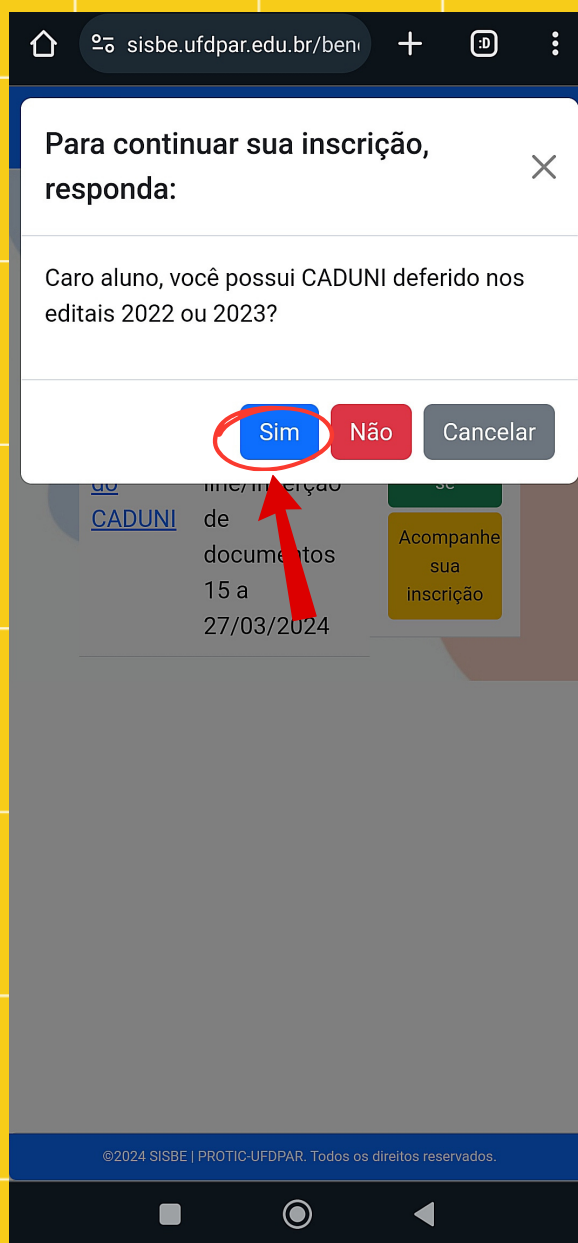 sisbe.ufdpar.edu.br/ben
:D
Para continuar sua inscrição,
responda:
Caro aluno, você possui CADUNI deferido nos
editais 2022 ou 2023?
Sim
Não
Cancelar
do
CADUNI
line/inserção
de
documentos
15 a
27/03/2024
se
Acompanhe
sua
inscrição
©2024 SISBE | PROTIC-UFDPAR. Todos os direitos reservados.